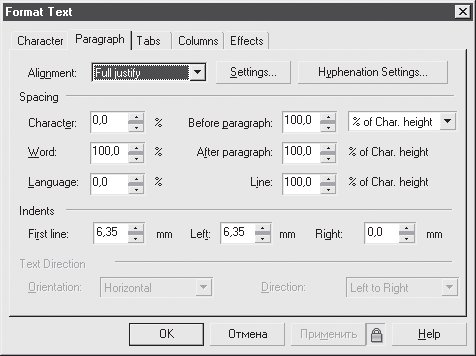 Format Text
Character Paragraph Tabs Columns Effects
Alignment: Full justify Settings... Hyphenation Settings...
Spacing
Character: 0,0 % Before paragraph: 100,0 % of Char. height
Word: 100,0 % After paragraph: 100,0 % of Char. height
Language: 0,0 % Line: 100,0 % of Char. height
Indents
First line: 6,35 mm Left: 6,35 mm Right: 0,0 mm
Text Direction
Orientation: Horizontal Direction: Left to Right
OK Отмена Применить Help